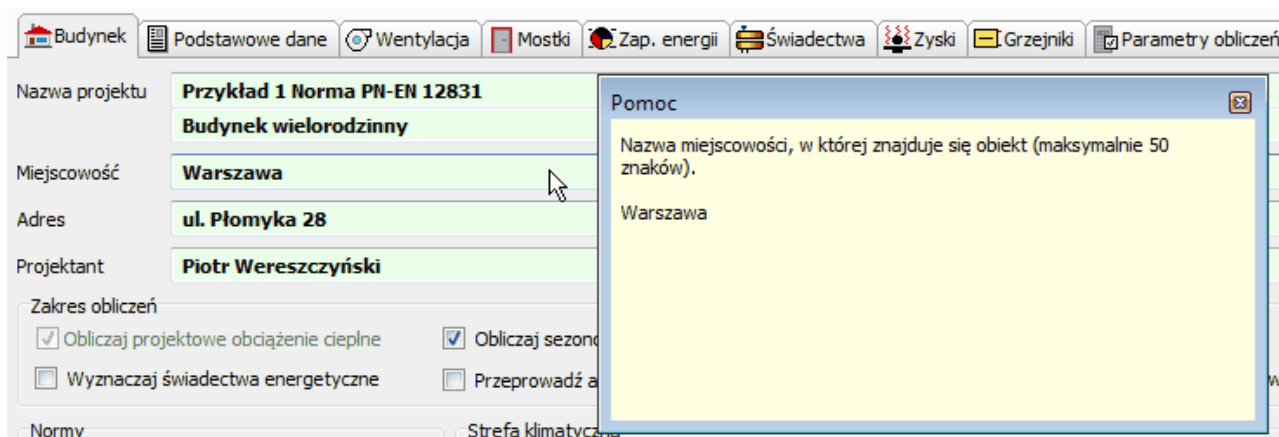 Budynek Podstawowe dane Wentylacja Mostki Zap. energii Świadectwa Zyski Grzejniki Parametry obliczeń
Nazwa projektu Przykład 1 Norma PN-EN 12831
Budynek wielorodzinny
Miejscowość Warszawa
Adres ul. Płomyka 28
Projektant Piotr Wereszczyński
Zakres obliczeń
Obliczaj projektowe obciążenie cieplne Obliczaj
Wyznaczaj świadectwa energetyczne Przeprowadź
Normy Strefa
Pomoc
Nazwa miejscowości, w której znajduje się obiekt (maksymalnie 50
znaków).
Warszawa